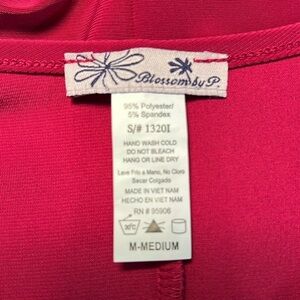 Blossom by P.
95% Polyester/
5% Spandex
S/# 1320I
HAND WASH COLD
DO NOT BLEACH
HANG OR LINE DRY
Lave Frio a Mano, No Cloro
Secar Colgado
MADE IN VIET NAM
HECHO EN VIET NAM
RN # 95906
30°C
M-MEDIUM